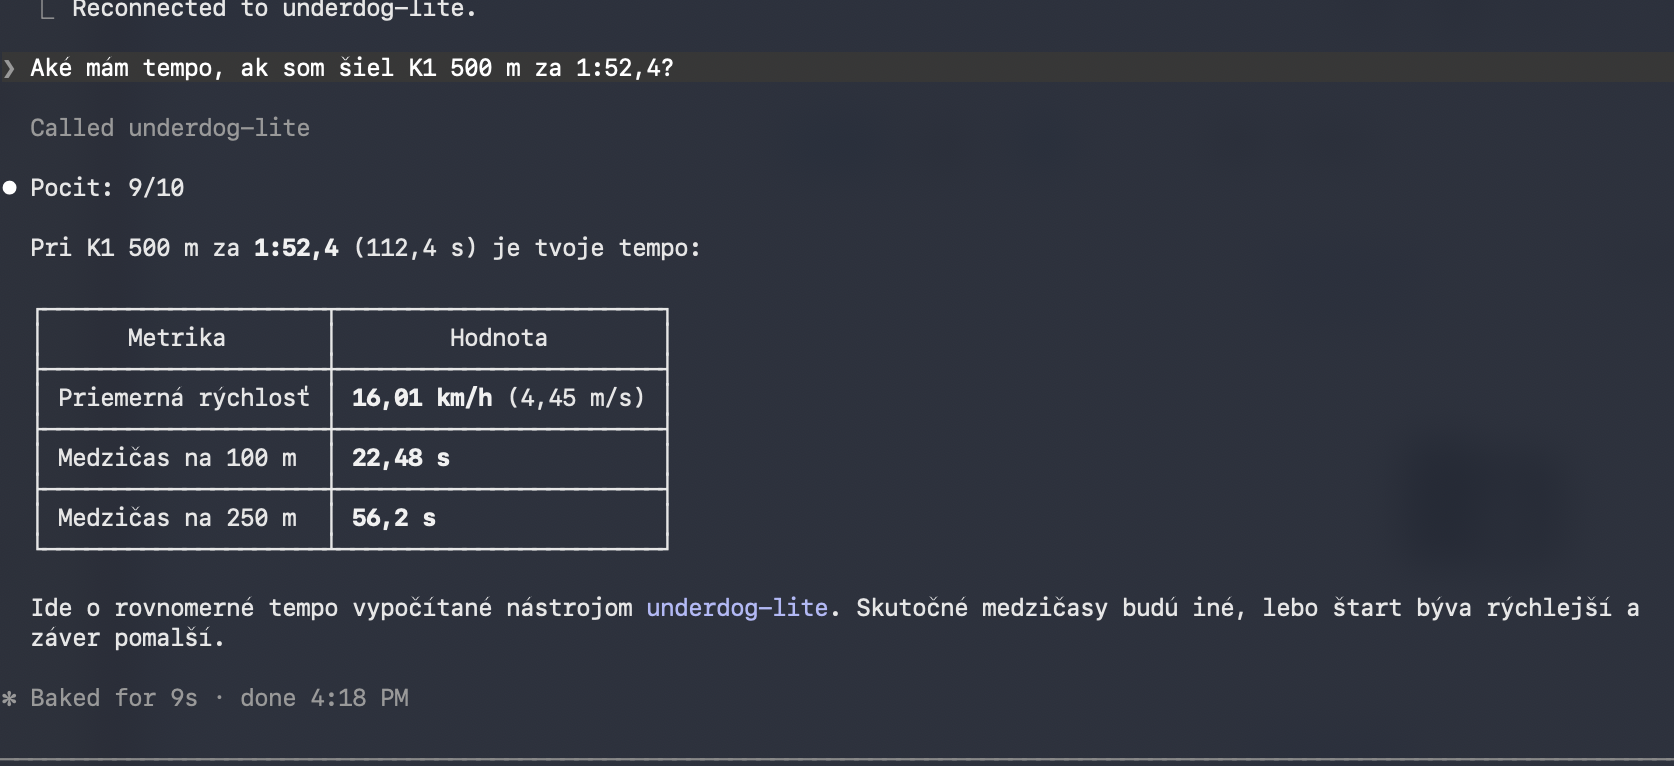 Reconnected to underdog-lite.
❯ Aké mám tempo, ak som šiel K1 500 m za 1:52,4?
Called underdog-lite
● Pocit: 9/10
Pri K1 500 m za 1:52,4 (112,4 s) je tvoje tempo:
Metrika Hodnota
Priemerná rýchlosť 16,01 km/h (4,45 m/s)
Medzičas na 100 m 22,48 s
Medzičas na 250 m 56,2 s
Ide o rovnomerné tempo vypočítané nástrojom underdog-lite. Skutočné medzičasy budú iné, lebo štart býva rýchlejší a
záver pomalší.
✻ Baked for 9s · done 4:18 PM